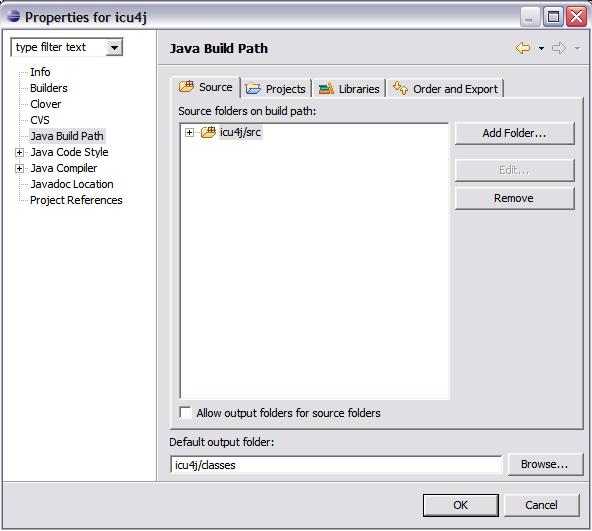 Properties for icu4j
type filter text
Java Build Path
Info
Builders
Clover
CVS
Java Build Path
Java Code Style
Java Compiler
Javadoc Location
Project References
Source
Projects
Libraries
Order and Export
Source folders on build path:
icu4j/src
Add Folder...
Edit...
Remove
Allow output folders for source folders
Default output folder:
icu4j/classes
Browse...
OK
Cancel